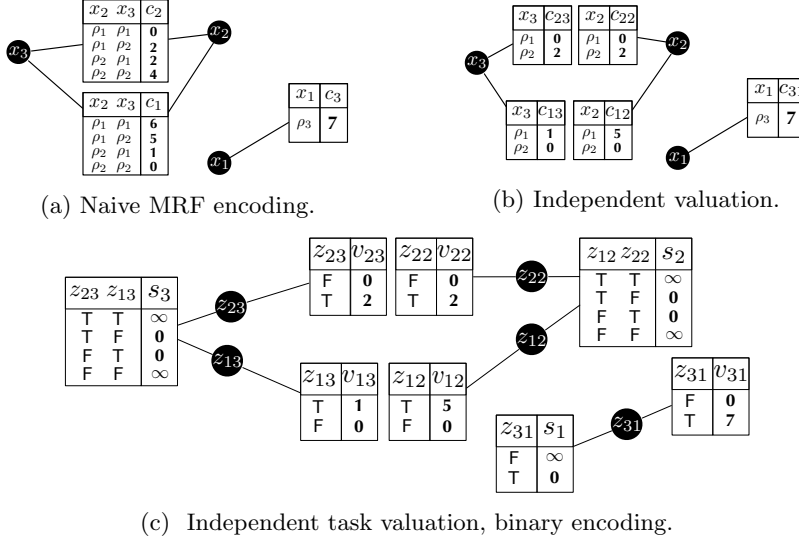 x₂ x₃ c₂
ρ₁ ρ₁ 0
ρ₁ ρ₂ 2
ρ₂ ρ₁ 2
ρ₂ ρ₂ 4
x₃
x₂
x₂ x₃ c₁
ρ₁ ρ₁ 6
ρ₁ ρ₂ 5
ρ₂ ρ₁ 1
ρ₂ ρ₂ 0
x₁ c₃
ρ₃ 7
x₁
(a) Naive MRF encoding.
x₃ c₂₃
ρ₁ 0
ρ₂ 2
x₂ c₂₂
ρ₁ 0
ρ₂ 2
x₃
x₂
x₃ c₁₃
ρ₁ 1
ρ₂ 0
x₂ c₁₂
ρ₁ 5
ρ₂ 0
x₁ c₃₁
ρ₃ 7
x₁
(b) Independent valuation.
z₂₃ z₁₃ s₃
T T ∞
T F 0
F T 0
F F ∞
z₂₃
z₁₃
z₂₃ v₂₃
F 0
T 2
z₂₂ v₂₂
F 0
T 2
z₂₂
z₁₂
z₁₂ z₂₂ s₂
T T ∞
T F 0
F T 0
F F ∞
z₁₃ v₁₃
T 1
F 0
z₁₂ v₁₂
T 5
F 0
z₃₁ s₁
F ∞
T 0
z₃₁
z₃₁ v₃₁
F 0
T 7
(c) Independent task valuation, binary encoding.